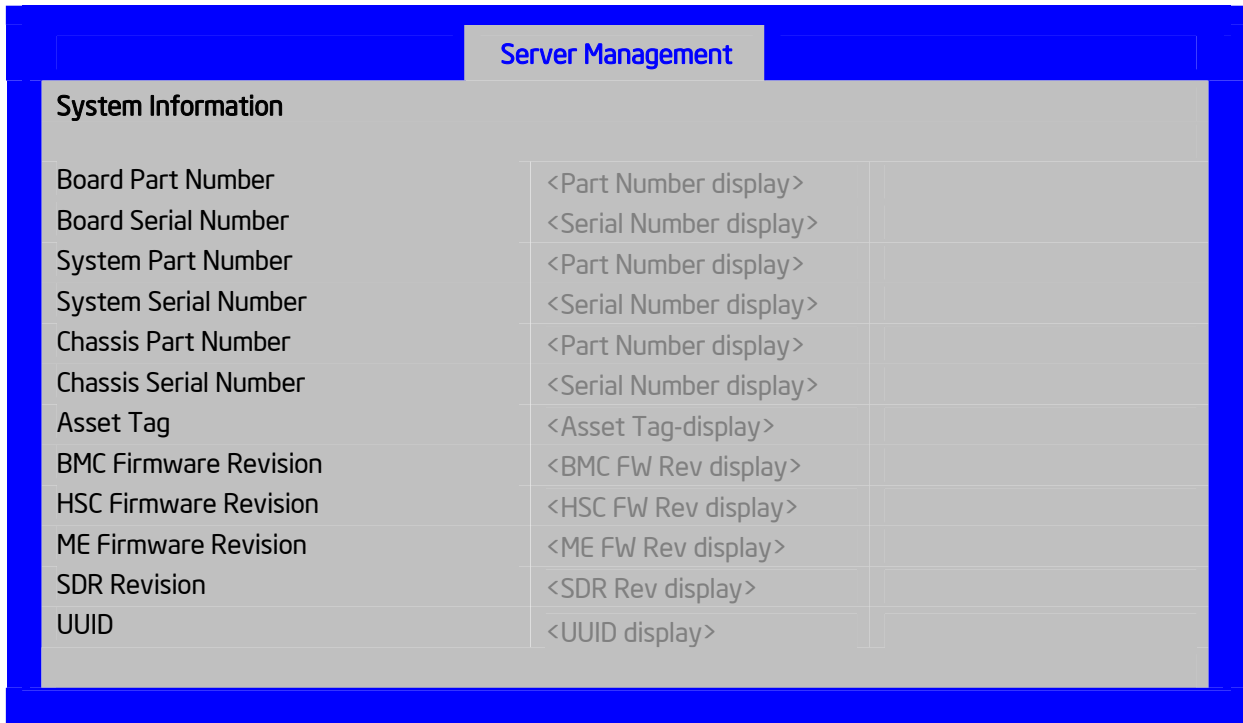 Server Management
System Information
Board Part Number <Part Number display>
Board Serial Number <Serial Number display>
System Part Number <Part Number display>
System Serial Number <Serial Number display>
Chassis Part Number <Part Number display>
Chassis Serial Number <Serial Number display>
Asset Tag <Asset Tag-display>
BMC Firmware Revision <BMC FW Rev display>
HSC Firmware Revision <HSC FW Rev display>
ME Firmware Revision <ME FW Rev display>
SDR Revision <SDR Rev display>
UUID <UUID display>